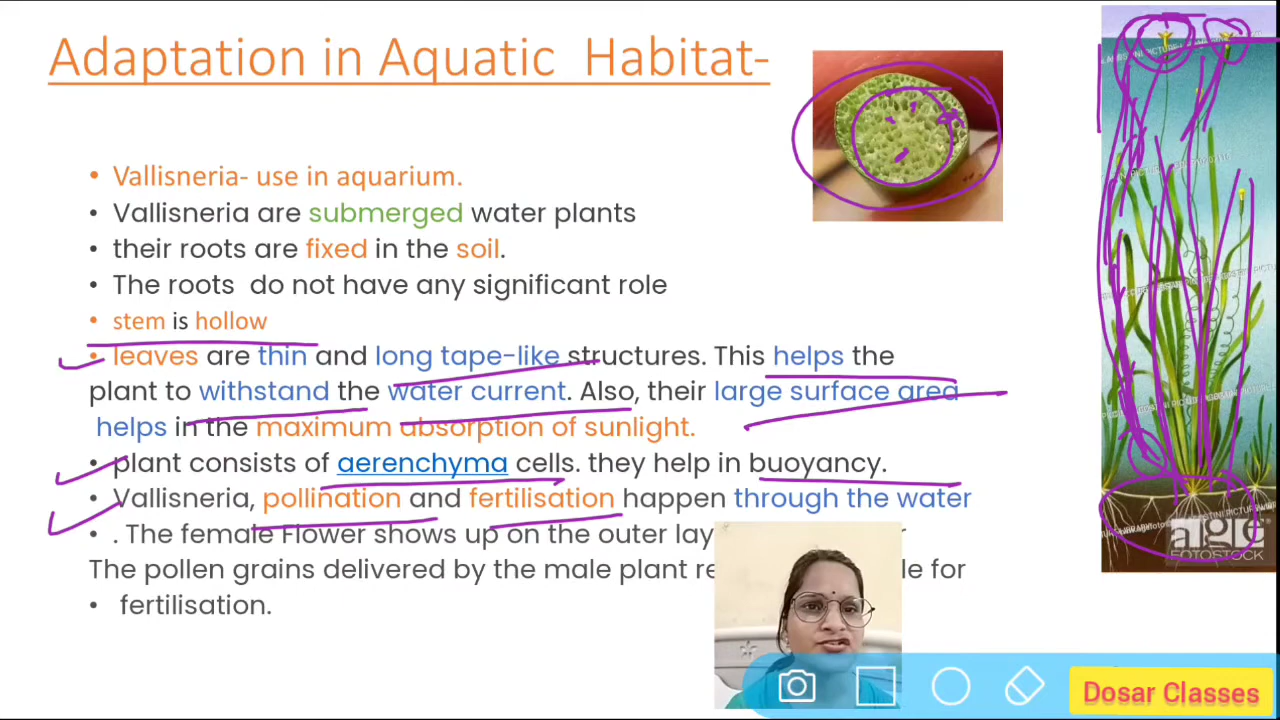 Adaptation in Aquatic Habitat-
• Vallisneria- use in aquarium.
• Vallisneria are submerged water plants
• their roots are fixed in the soil.
• The roots do not have any significant role
• stem is hollow
• leaves are thin and long tape-like structures. This helps the
plant to withstand the water current. Also, their large surface area
helps in the maximum absorption of sunlight.
• plant consists of aerenchyma cells. they help in buoyancy.
• Vallisneria, pollination and fertilisation happen through the water
• . The female Flower shows up on the outer
The pollen grains delivered by the male plant for
• fertilisation.
agefotostock
Dosar Classes